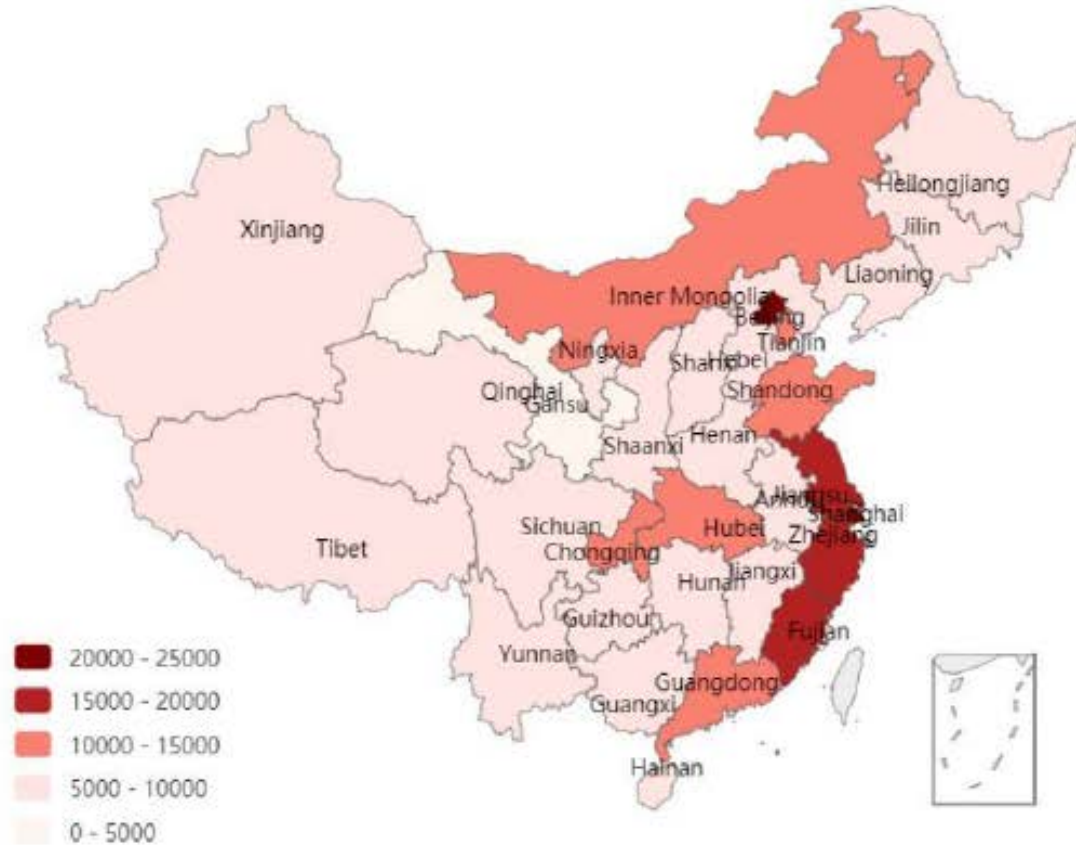 Heilongjiang
Xinjiang
Jilin
Liaoning
Inner Mongolia
Beijing
Tianjin
Ningxia
Shanxi
Hebei
Qinghai
Gansu
Shandong
Shaanxi
Henan
Jiangsu
Anhui
Shanghai
Sichuan
Hubei
Zhejiang
Tibet
Chongqing
Hunan
Jiangxi
Guizhou
Fujian
Yunnan
Guangdong
Guangxi
Hainan
20000 - 25000
15000 - 20000
10000 - 15000
5000 - 10000
0 - 5000